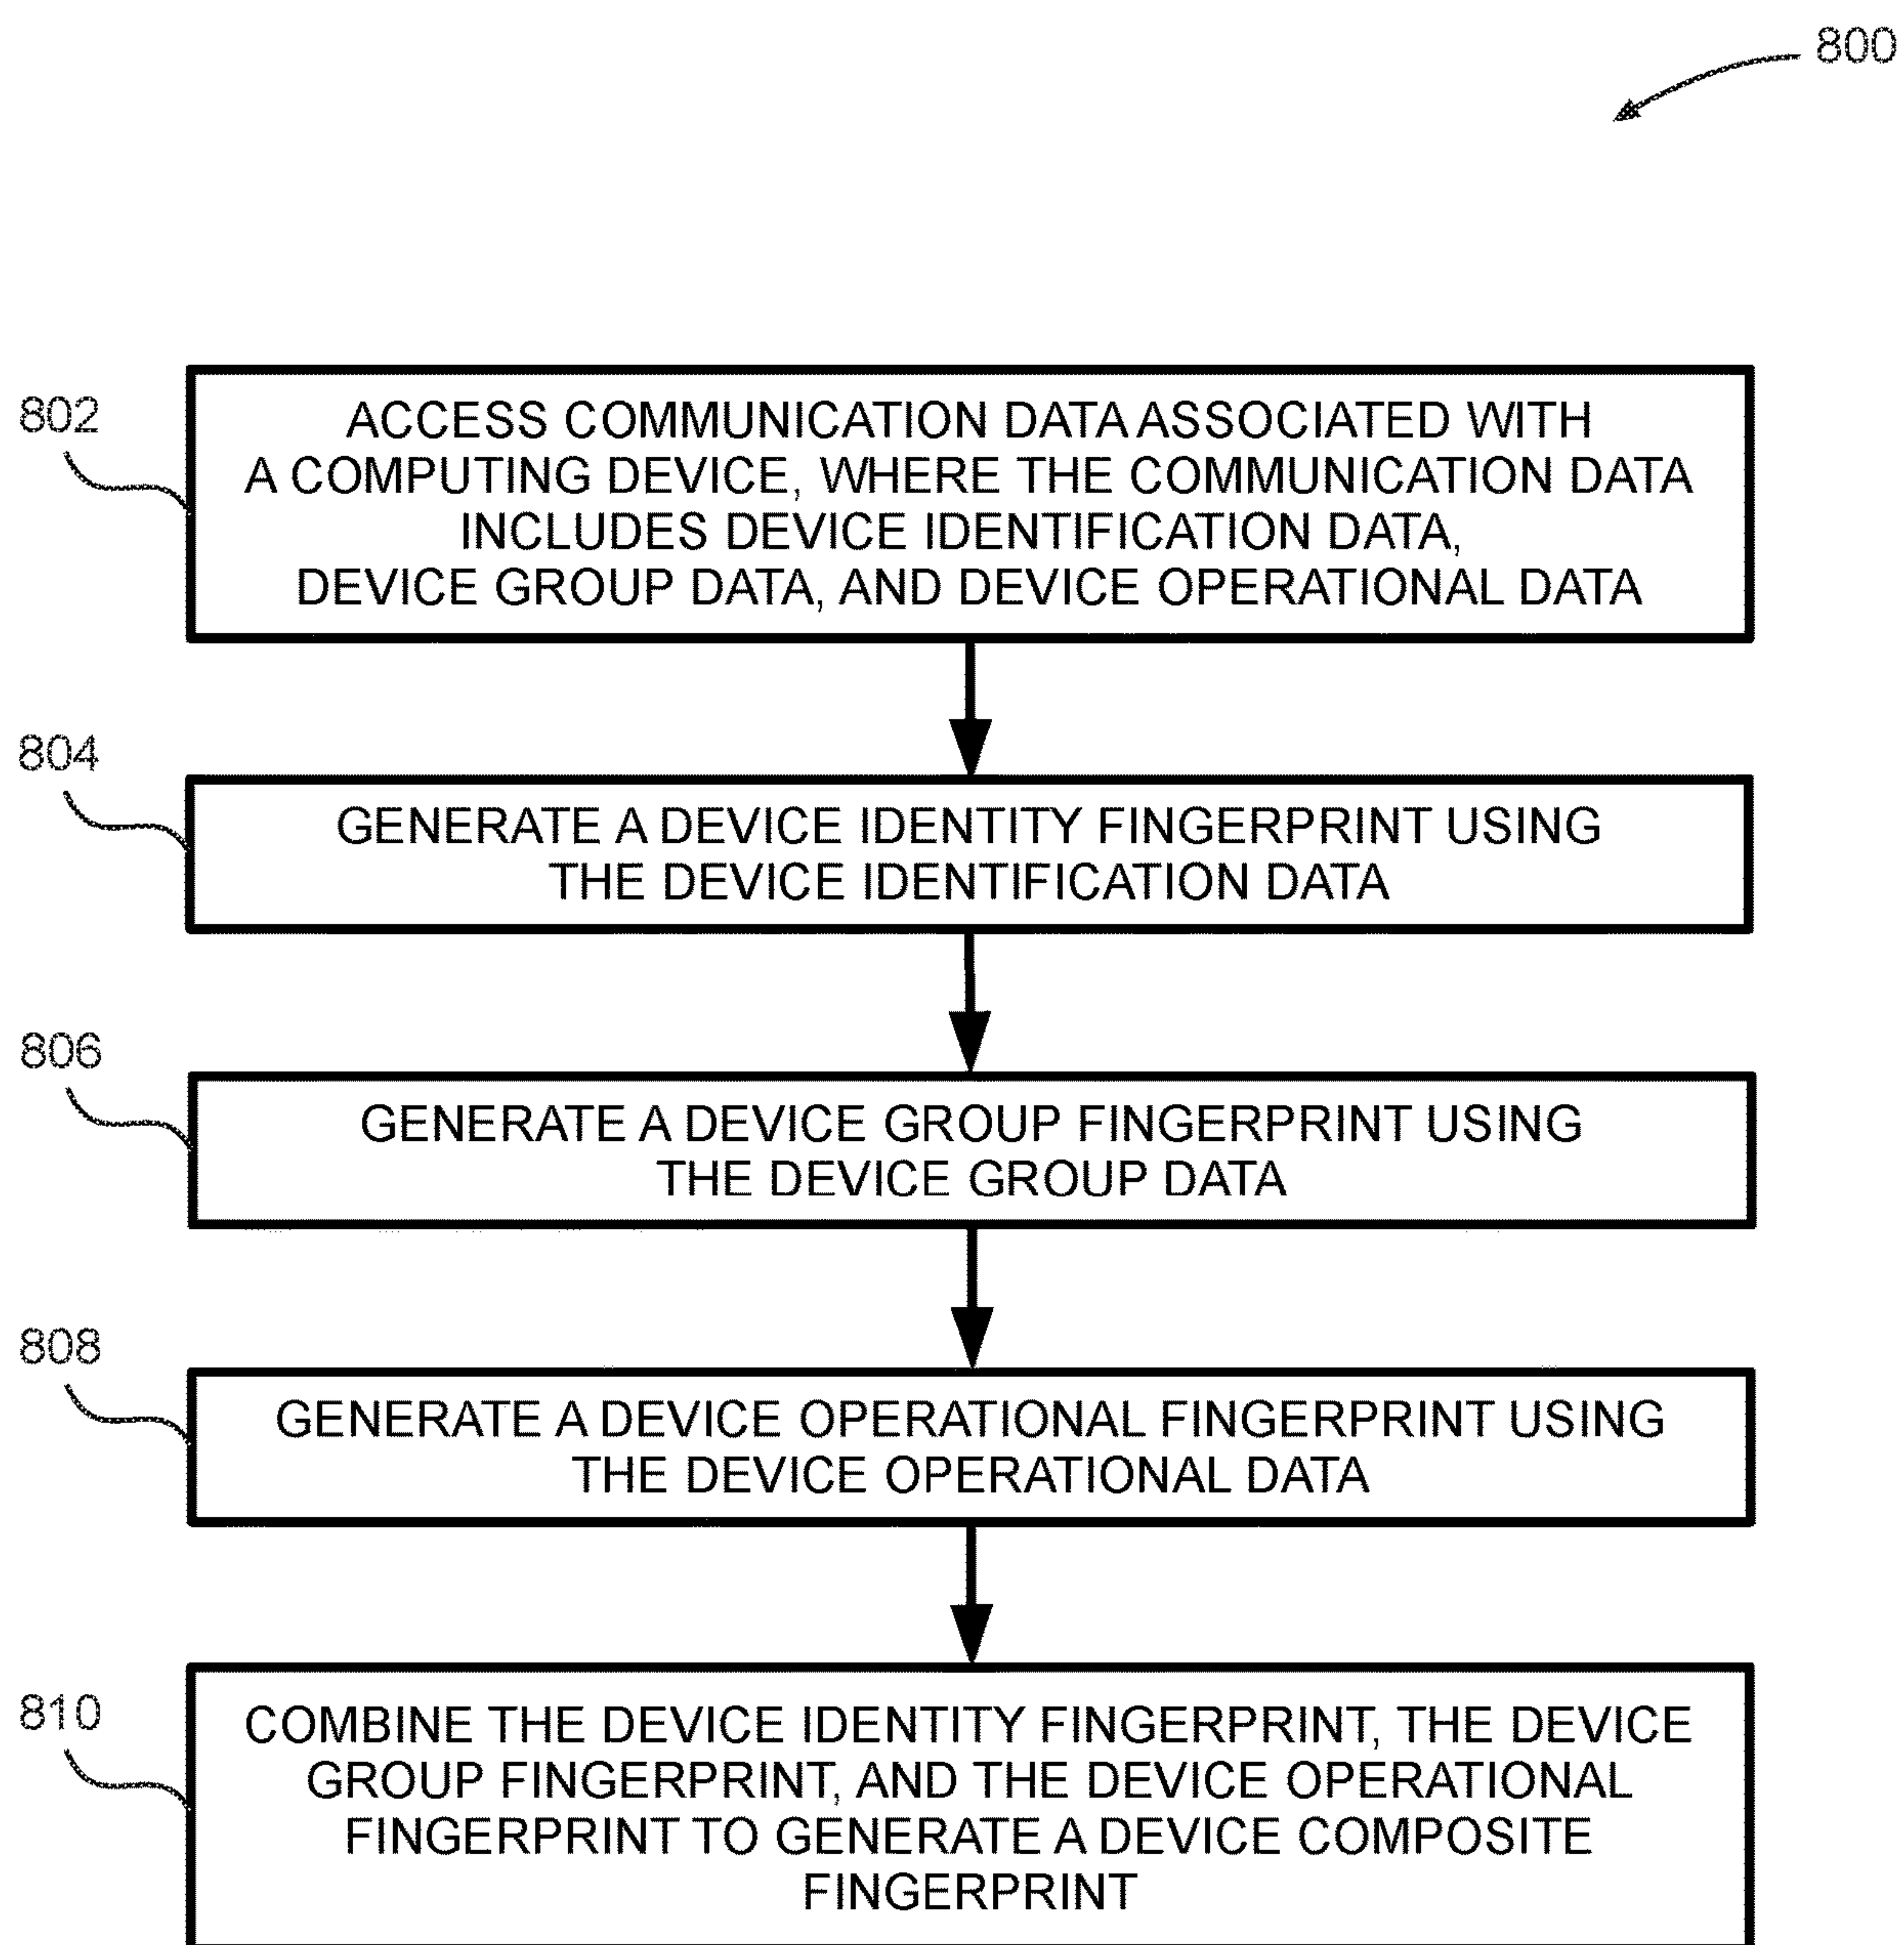 800
802
ACCESS COMMUNICATION DATA ASSOCIATED WITH
A COMPUTING DEVICE, WHERE THE COMMUNICATION DATA
INCLUDES DEVICE IDENTIFICATION DATA,
DEVICE GROUP DATA, AND DEVICE OPERATIONAL DATA
804
GENERATE A DEVICE IDENTITY FINGERPRINT USING
THE DEVICE IDENTIFICATION DATA
806
GENERATE A DEVICE GROUP FINGERPRINT USING
THE DEVICE GROUP DATA
808
GENERATE A DEVICE OPERATIONAL FINGERPRINT USING
THE DEVICE OPERATIONAL DATA
810
COMBINE THE DEVICE IDENTITY FINGERPRINT, THE DEVICE
GROUP FINGERPRINT, AND THE DEVICE OPERATIONAL
FINGERPRINT TO GENERATE A DEVICE COMPOSITE
FINGERPRINT